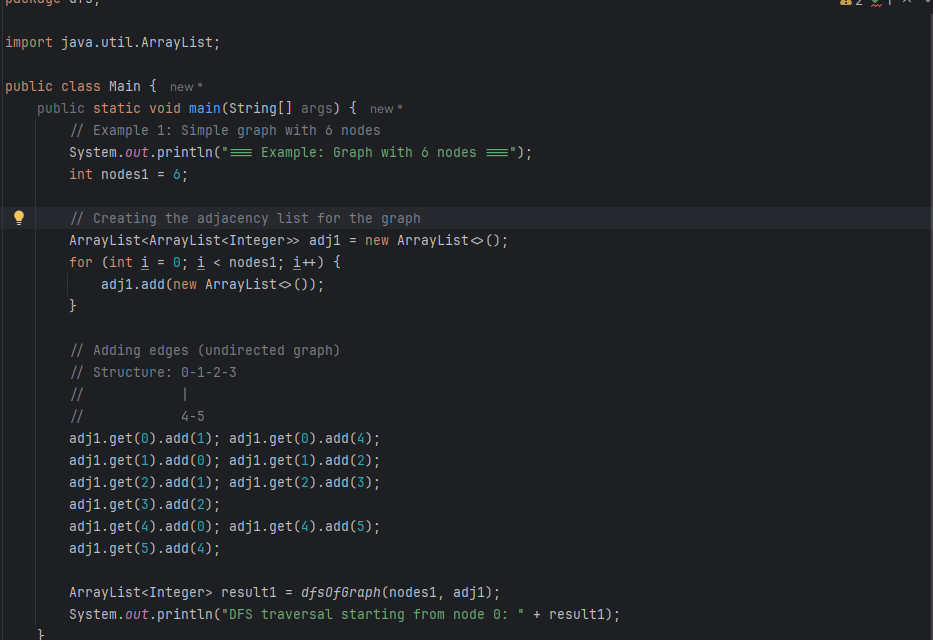 package dfs;
2 1
import java.util.ArrayList;
public class Main { new *
public static void main(String[] args) { new *
// Example 1: Simple graph with 6 nodes
System.out.println("=== Example: Graph with 6 nodes ===");
int nodes1 = 6;
// Creating the adjacency list for the graph
ArrayList<ArrayList<Integer>> adj1 = new ArrayList<>();
for (int i = 0; i < nodes1; i++) {
adj1.add(new ArrayList<>());
}
// Adding edges (undirected graph)
// Structure: 0-1-2-3
// |
// 4-5
adj1.get(0).add(1); adj1.get(0).add(4);
adj1.get(1).add(0); adj1.get(1).add(2);
adj1.get(2).add(1); adj1.get(2).add(3);
adj1.get(3).add(2);
adj1.get(4).add(0); adj1.get(4).add(5);
adj1.get(5).add(4);
ArrayList<Integer> result1 = dfsOfGraph(nodes1, adj1);
System.out.println("DFS traversal starting from node 0: " + result1);
}